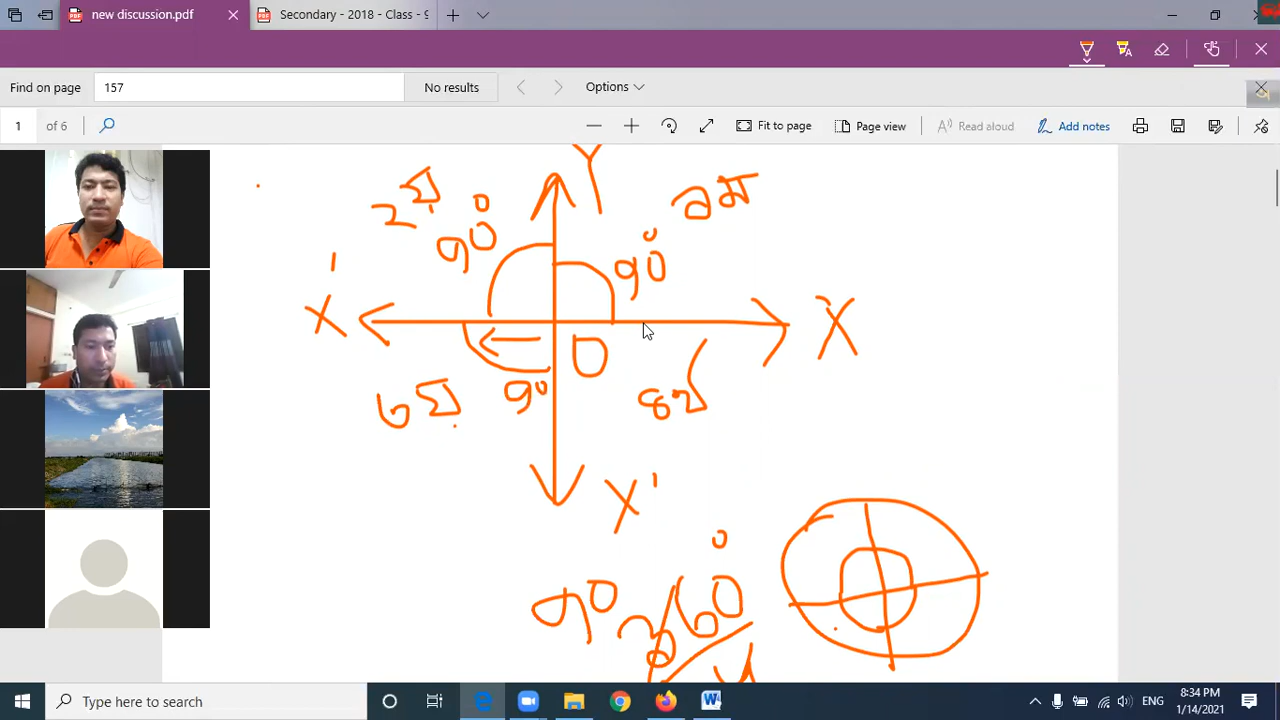 new discussion.pdf
Secondary - 2018 - Class - 9
Find on page
157
No results
Options
1
of 6
Fit to page
Page view
Read aloud
Add notes
Y
২য়
90°
90°
১ম
X'
X
O
৩য়
90
৪র্থ
X'
90
Type here to search
ENG
8:34 PM
1/14/2021